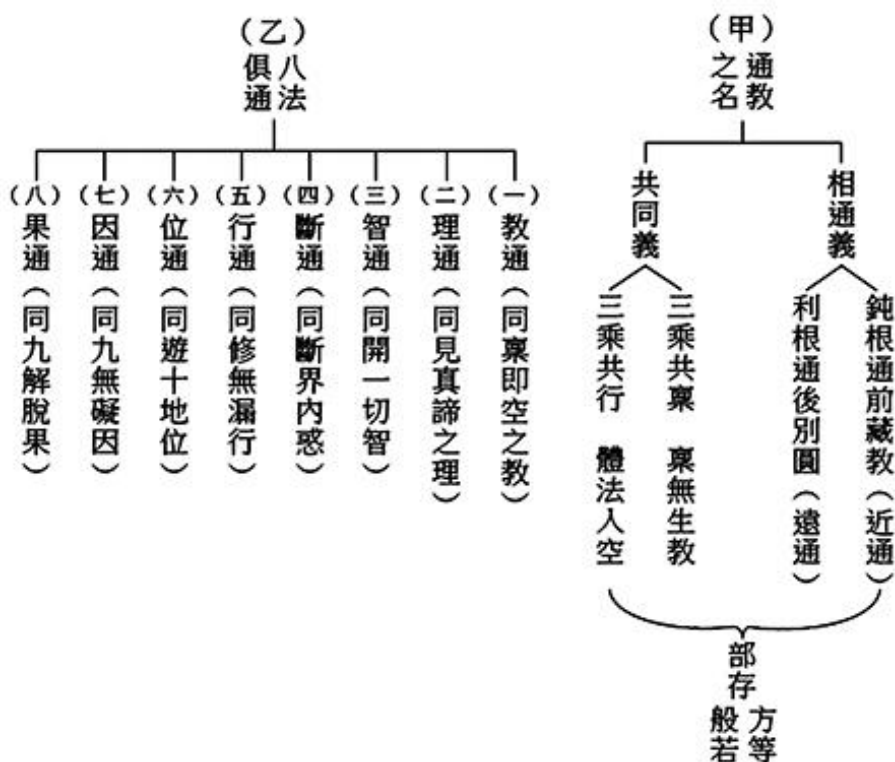 （甲）
通教
之名
相通義
鈍根通前藏教（近通）
利根通後別圓（遠通）
共同義
三乘共稟　稟無生教
三乘共行　體法入空
部存
方等
般若
（乙）
八法
俱通
（一）教通（同稟即空之教）
（二）理通（同見真諦之理）
（三）智通（同開一切智）
（四）斷通（同斷界內惑）
（五）行通（同修無漏行）
（六）位通（同遊十地位）
（七）因通（同九無礙因）
（八）果通（同九解脫果）